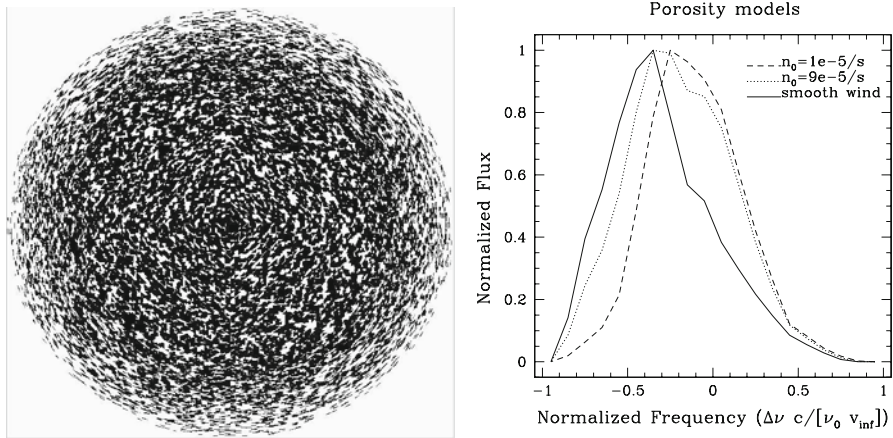 Porosity models
n₀=1e-5/s
n₀=9e-5/s
smooth wind
Normalized Flux
1
0.8
0.6
0.4
0.2
0
-1
-0.5
0
0.5
1
Normalized Frequency (Δν c/[ν₀ v_inf])